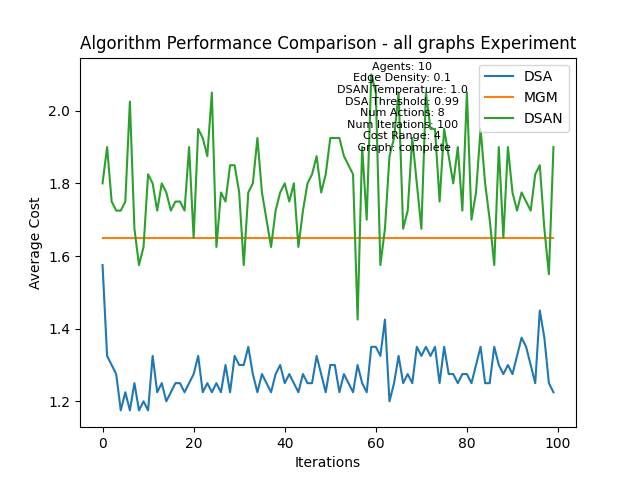 Algorithm Performance Comparison - all graphs Experiment
Agents: 10
Edge Density: 0.1
DSAN Temperature: 1.0
DSA Threshold: 0.99
Num Actions: 8
Num Iterations: 100
Cost Range: 4
Graph: complete
DSA
MGM
DSAN
Average Cost
2.0
1.8
1.6
1.4
1.2
0
20
40
60
80
100
Iterations